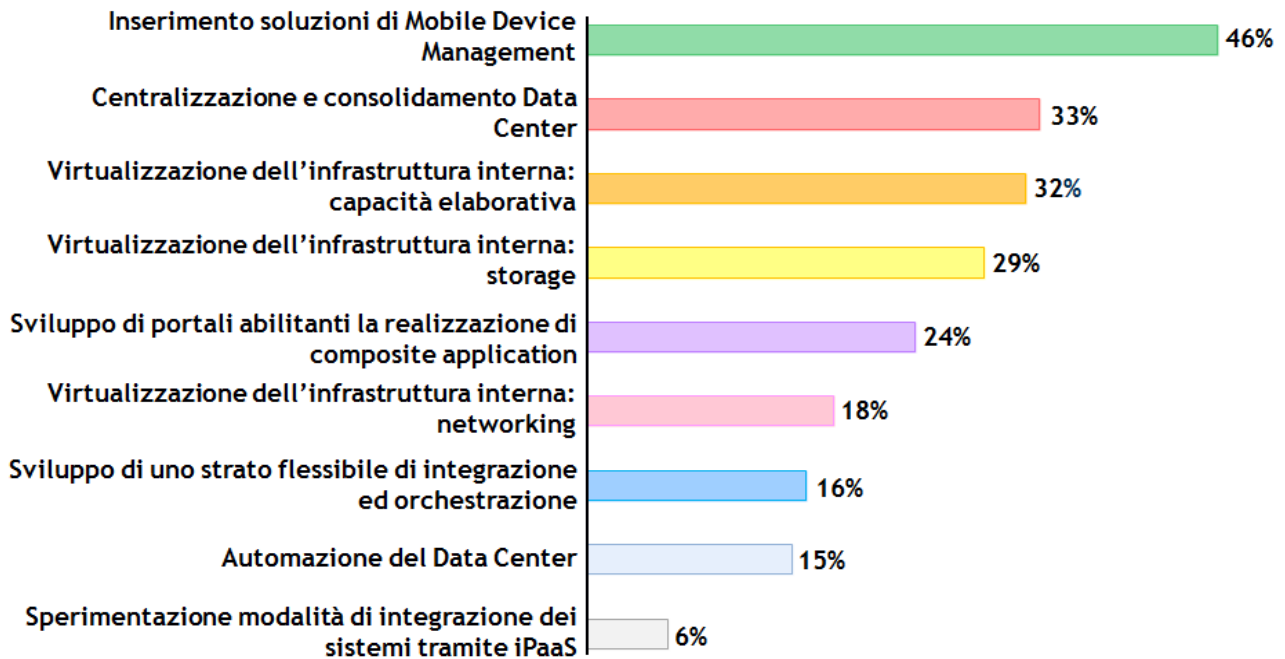 Inserimento soluzioni di Mobile Device
Management
46%
Centralizzazione e consolidamento Data
Center
33%
Virtualizzazione dell’infrastruttura interna:
capacità elaborativa
32%
Virtualizzazione dell’infrastruttura interna:
storage
29%
Sviluppo di portali abilitanti la realizzazione di
composite application
24%
Virtualizzazione dell’infrastruttura interna:
networking
18%
Sviluppo di uno strato flessibile di integrazione
ed orchestrazione
16%
Automazione del Data Center
15%
Sperimentazione modalità di integrazione dei
sistemi tramite iPaaS
6%